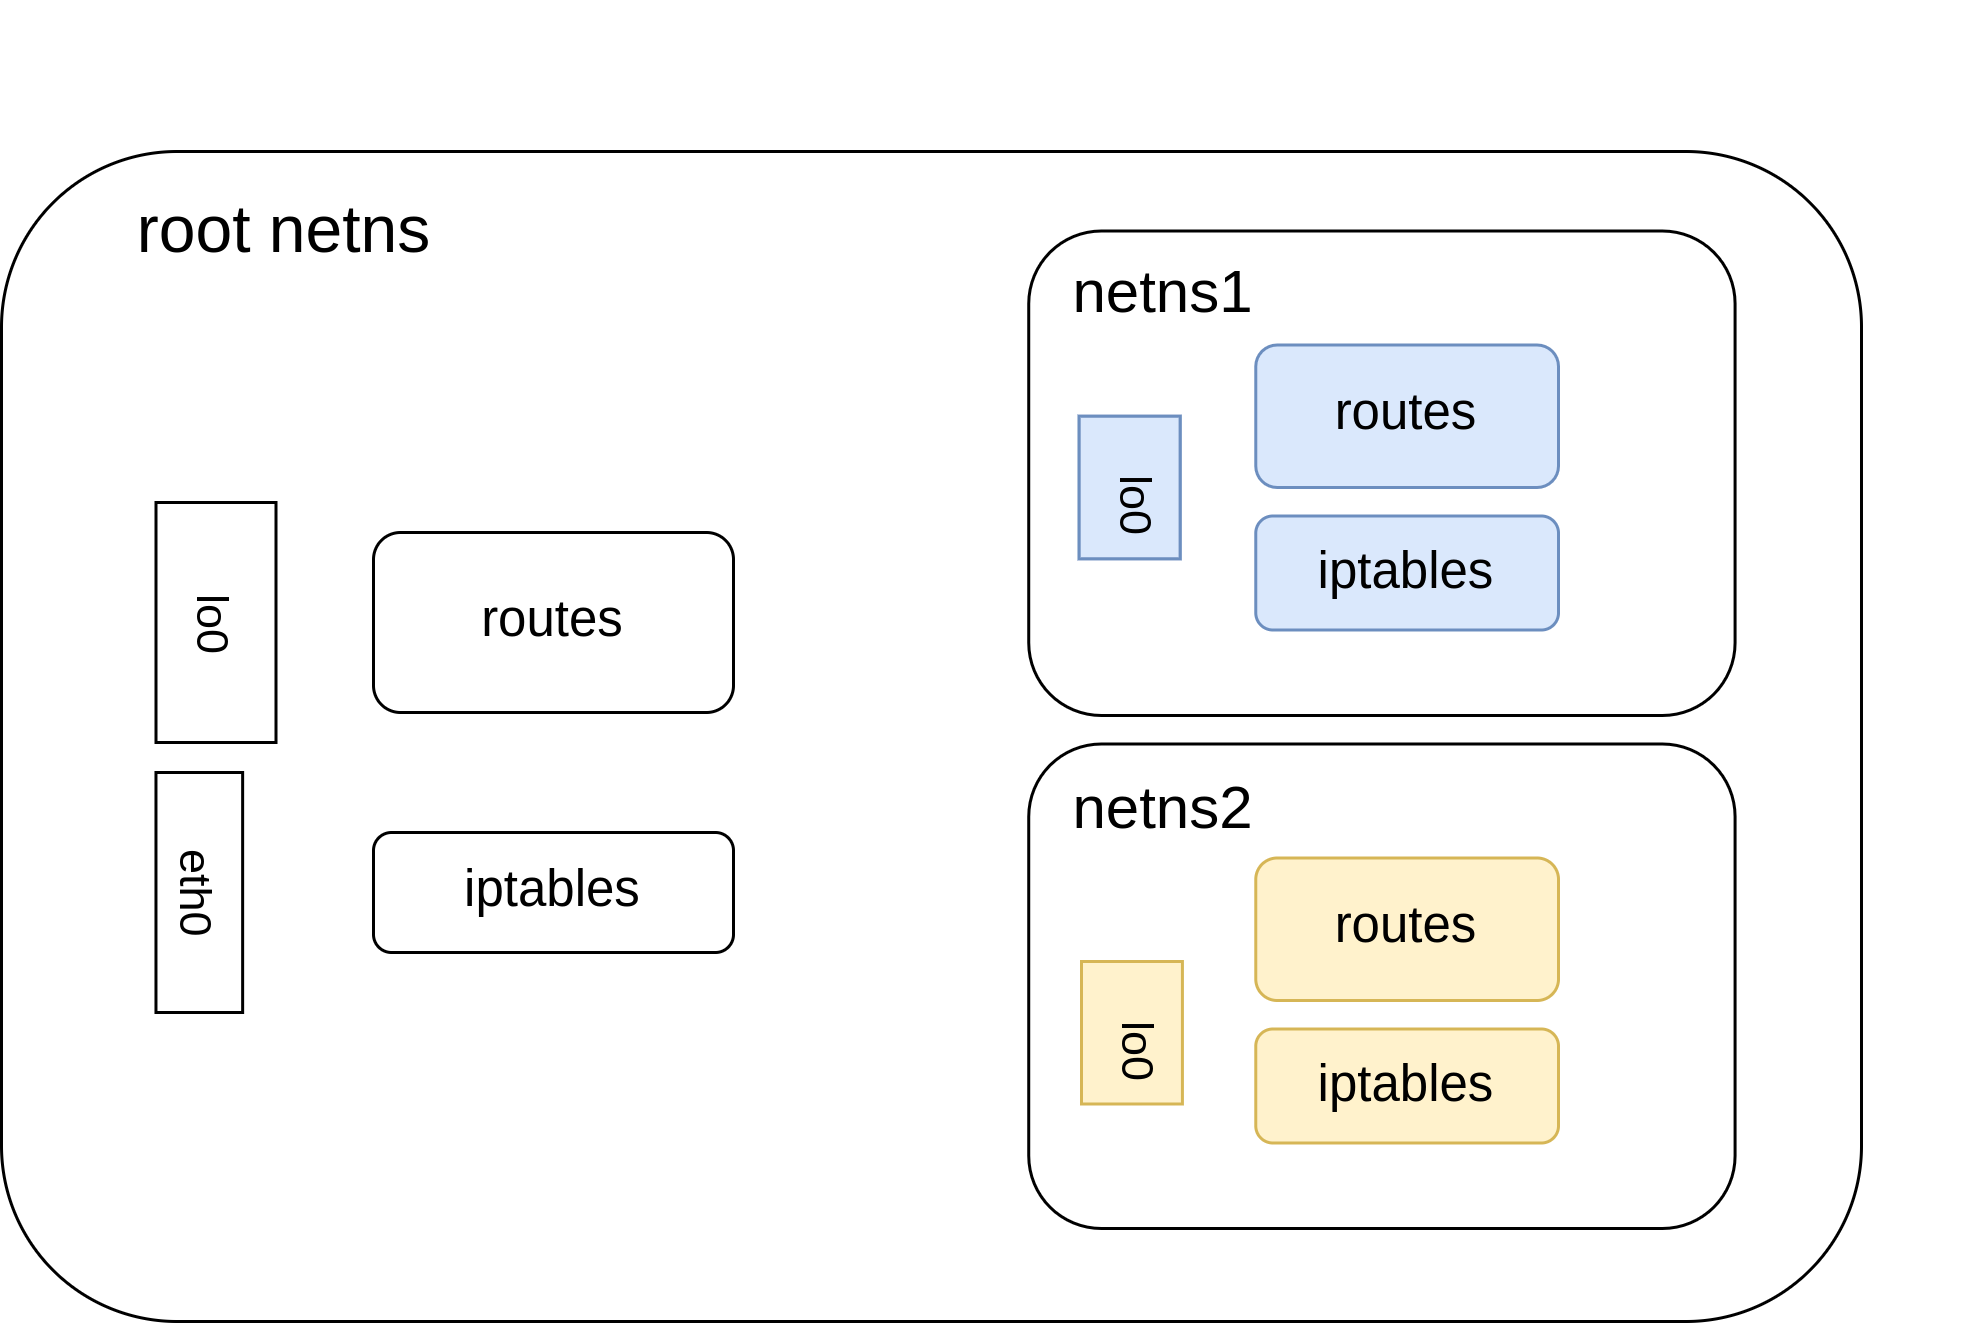 root netns
lo0
routes
eth0
iptables
netns1
routes
lo0
iptables
netns2
routes
lo0
iptables